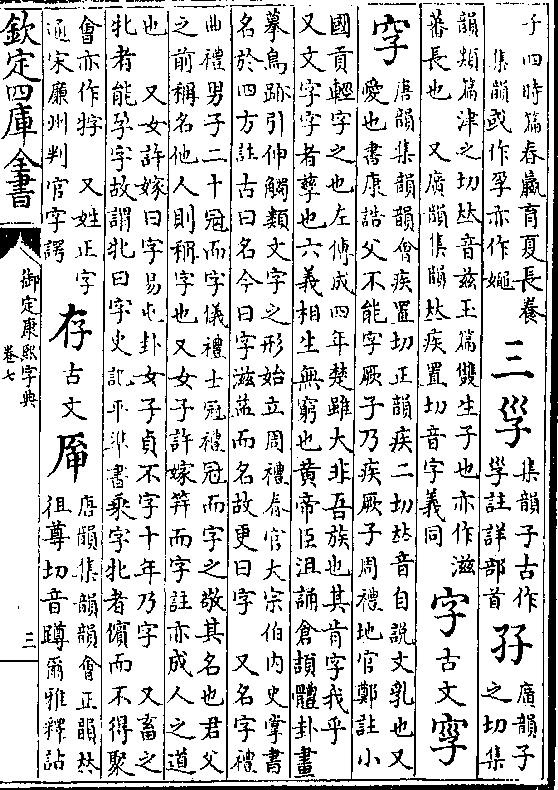 子四時篇春蠃育夏長養
集韻或作孚亦作㜽
三孚
集韻子古作
學註詳部首
孖
廣韻子
之切集
韻類篇津之切𠀤音兹玉篇雙生子也亦作滋
蕃長也　又廣韻集韻𠀤疾置切音字義同
字古文
字
唐韻集韻韻會疾置切正韻疾二切𠀤音自說文乳也又
愛也書康誥父不能字厥子乃疾厥子周禮地官鄭註小
國貢輕字之也左傳成四年楚雖大非吾族也其肯字我乎
又文字字者孳也六義相生無窮也黄帝臣沮誦倉頡體卦畫
摹鳥跡引伸觸類文字之形始立周禮春官大宗伯内史掌書
名於四方註古曰名今曰字滋益而名故更曰字　又名字禮
曲禮男子二十冠而字儀禮士冠禮冠而字之敬其名也君父
之前稱名他人則稱字也又女子許嫁筓而字註亦成人之道
也　又女許嫁曰字易屯卦女子貞不字十年乃字　又畜之
牝者能孕字故謂牝曰字史記平準書乘字牝者儐而不得聚
會亦作牸　又姓正字
通宋廉州判官字諤
存古文
唐韻集韻韻會正韻𠀤
徂尊切音蹲爾雅釋詁
欽定四庫全書
御定康熙字典
卷七
三